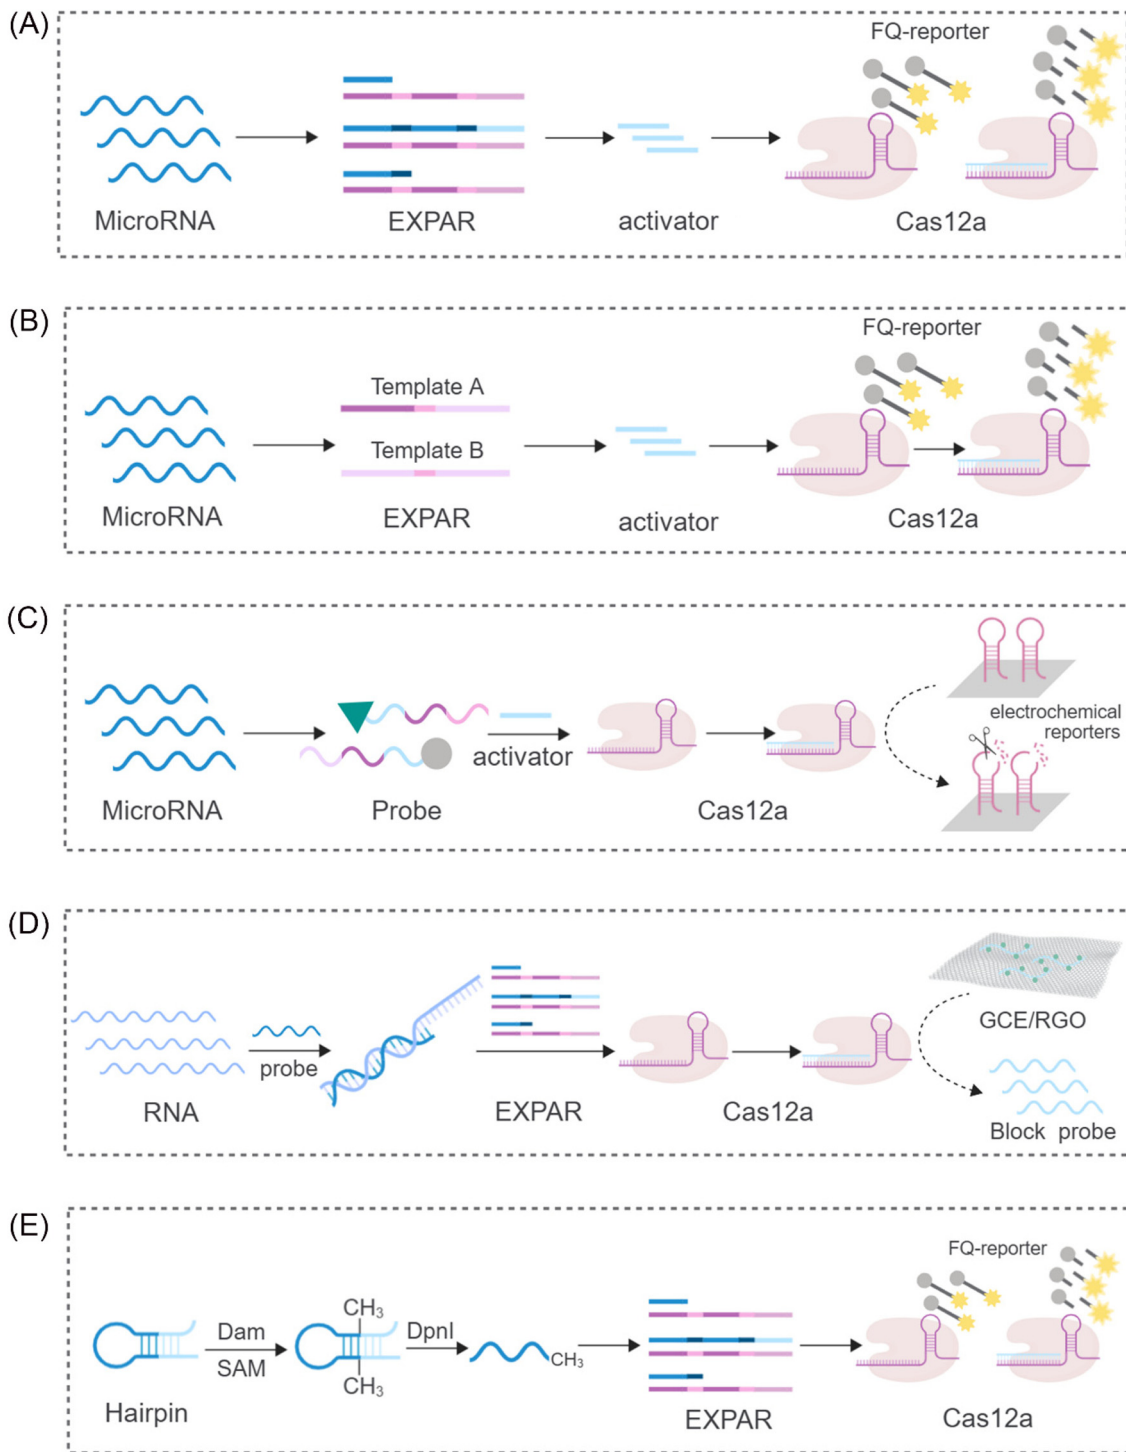 (A)
FQ-reporter
MicroRNA
EXPAR
activator
Cas12a
(B)
FQ-reporter
Template A
Template B
MicroRNA
EXPAR
activator
Cas12a
(C)
electrochemical
reporters
activator
MicroRNA
Probe
Cas12a
(D)
probe
GCE/RGO
RNA
EXPAR
Cas12a
Block probe
(E)
FQ-reporter
CH₃
Dam
DpnI
SAM
CH₃
CH₃
Hairpin
EXPAR
Cas12a